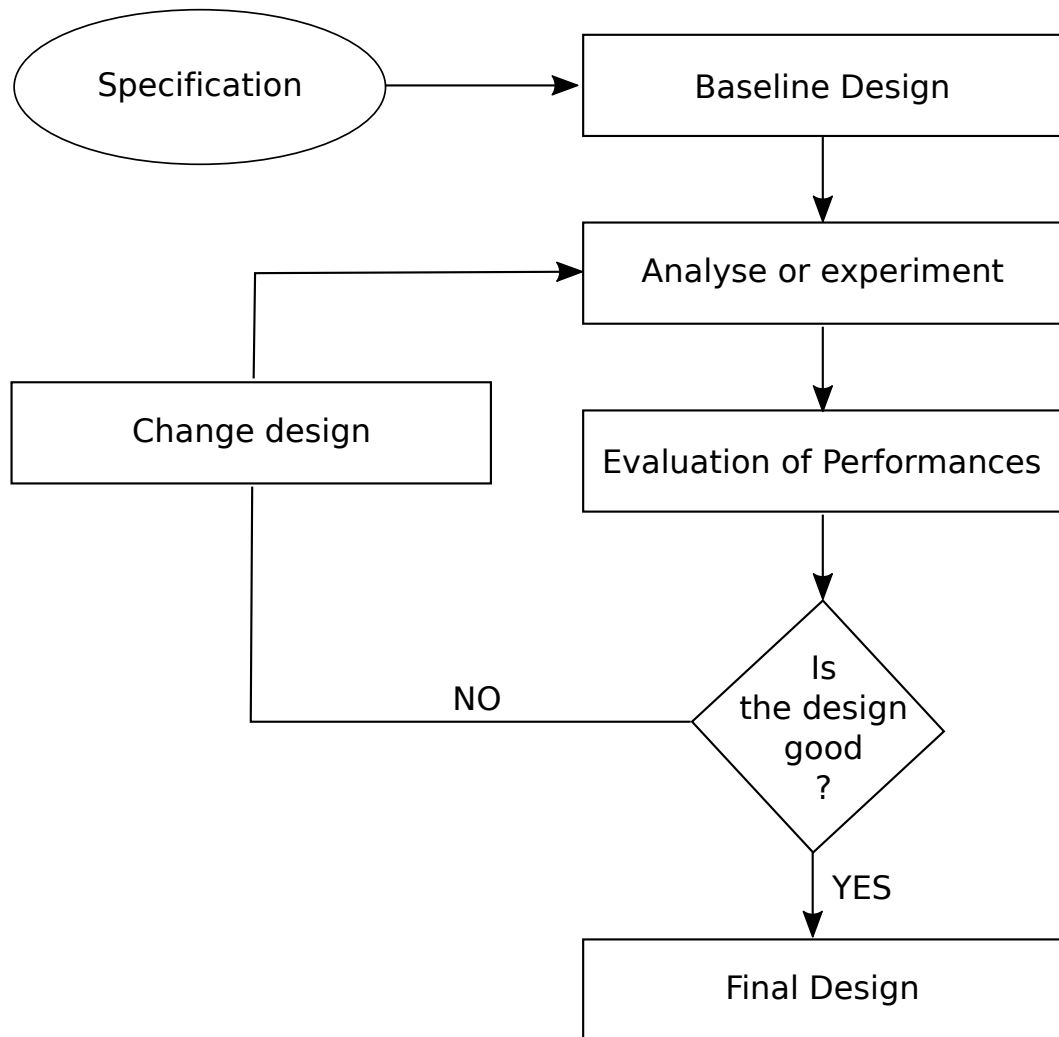 Specification
Baseline Design
Analyse or experiment
Change design
Evaluation of Performances
Is
the design
good
?
NO
YES
Final Design